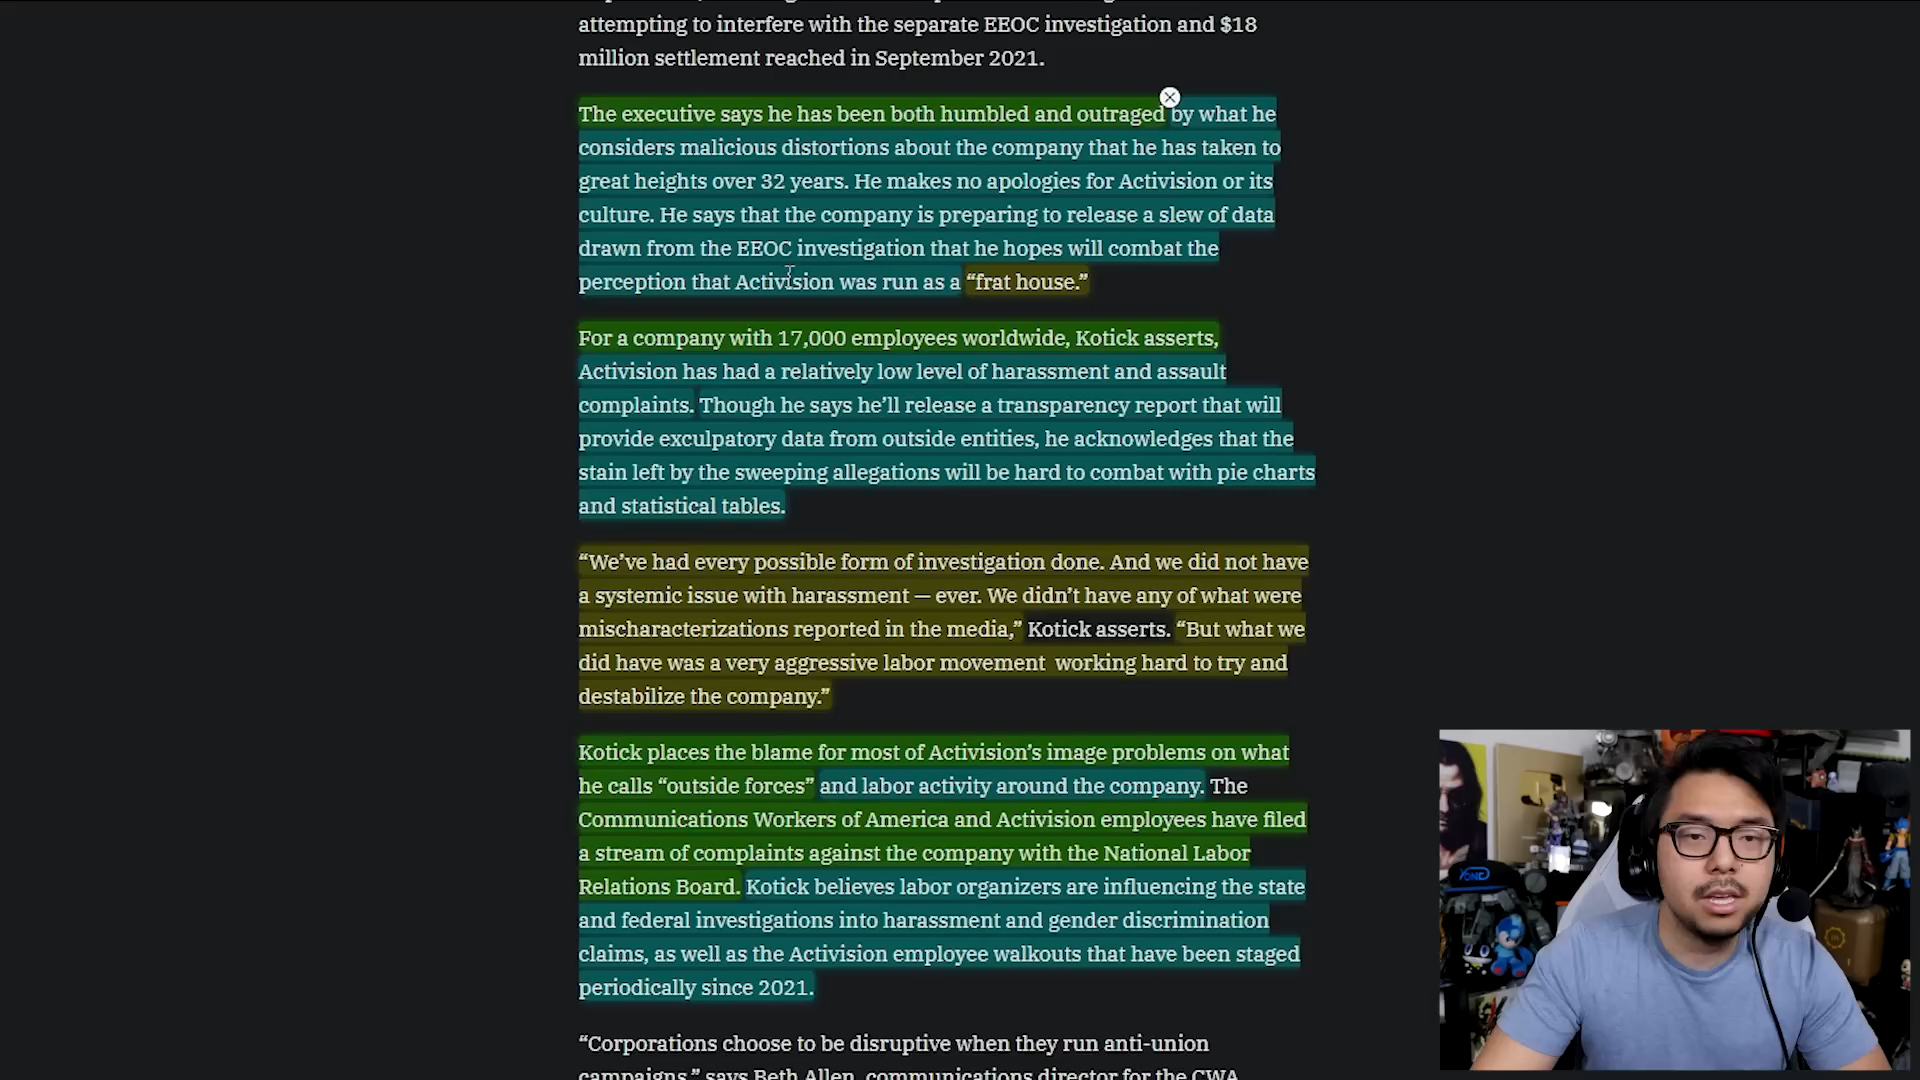 attempting to interfere with the separate EEOC investigation and $18
million settlement reached in September 2021.
The executive says he has been both humbled and outraged by what he
considers malicious distortions about the company that he has taken to
great heights over 32 years. He makes no apologies for Activision or its
culture. He says that the company is preparing to release a slew of data
drawn from the EEOC investigation that he hopes will combat the
perception that Activision was run as a “frat house.”
For a company with 17,000 employees worldwide, Kotick asserts,
Activision has had a relatively low level of harassment and assault
complaints. Though he says he’ll release a transparency report that will
provide exculpatory data from outside entities, he acknowledges that the
stain left by the sweeping allegations will be hard to combat with pie charts
and statistical tables.
“We’ve had every possible form of investigation done. And we did not have
a systemic issue with harassment — ever. We didn’t have any of what were
mischaracterizations reported in the media,” Kotick asserts. “But what we
did have was a very aggressive labor movement working hard to try and
destabilize the company.”
Kotick places the blame for most of Activision’s image problems on what
he calls “outside forces” and labor activity around the company. The
Communications Workers of America and Activision employees have filed
a stream of complaints against the company with the National Labor
Relations Board. Kotick believes labor organizers are influencing the state
and federal investigations into harassment and gender discrimination
claims, as well as the Activision employee walkouts that have been staged
periodically since 2021.
“Corporations choose to be disruptive when they run anti-union
campaigns,” says Beth Allen, communications director for the CWA